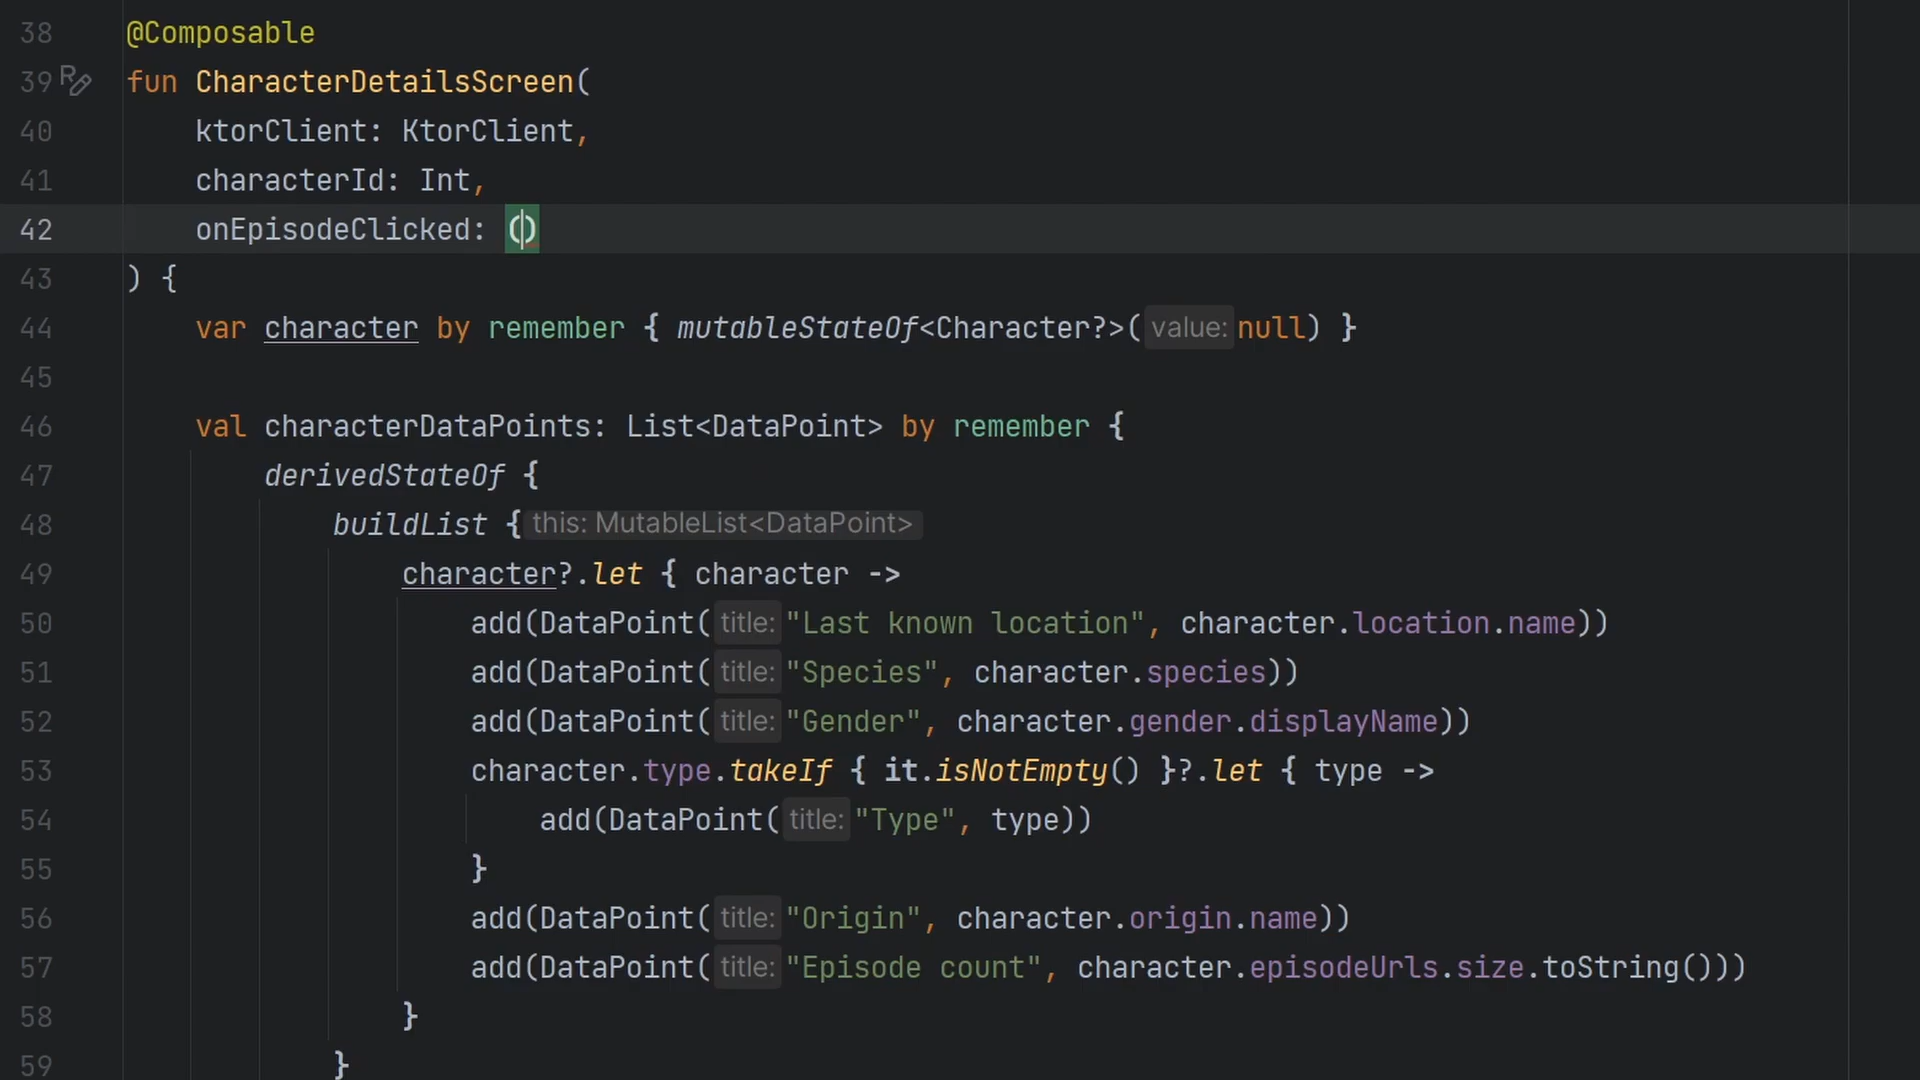 38 @Composable
39 fun CharacterDetailsScreen(
40 ktorClient: KtorClient,
41 characterId: Int,
42 onEpisodeClicked: ()
43 ) {
44 var character by remember { mutableStateOf<Character?>( value: null) }
45
46 val characterDataPoints: List<DataPoint> by remember {
47 derivedStateOf {
48 buildList { this: MutableList<DataPoint>
49 character?.let { character ->
50 add(DataPoint( title: "Last known location", character.location.name))
51 add(DataPoint( title: "Species", character.species))
52 add(DataPoint( title: "Gender", character.gender.displayName))
53 character.type.takeIf { it.isNotEmpty() }?.let { type ->
54 add(DataPoint( title: "Type", type))
55 }
56 add(DataPoint( title: "Origin", character.origin.name))
57 add(DataPoint( title: "Episode count", character.episodeUrls.size.toString()))
58 }
59 }